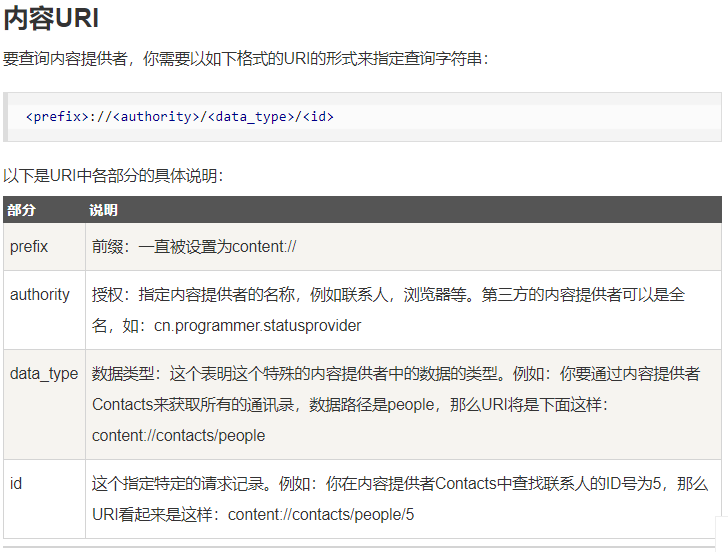 内容URI
要查询内容提供者，你需要以如下格式的URI的形式来指定查询字符串：
<prefix>://<authority>/<data_type>/<id>
以下是URI中各部分的具体说明：
部分 说明
prefix 前缀：一直被设置为content://
authority 授权：指定内容提供者的名称，例如联系人，浏览器等。第三方的内容提供者可以是全
名，如：cn.programmer.statusprovider
data_type 数据类型：这个表明这个特殊的内容提供者中的数据的类型。例如：你要通过内容提供者
Contacts来获取所有的通讯录，数据路径是people，那么URI将是下面这样：
content://contacts/people
id 这个指定特定的请求记录。例如：你在内容提供者Contacts中查找联系人的ID号为5，那么
URI看起来是这样：content://contacts/people/5